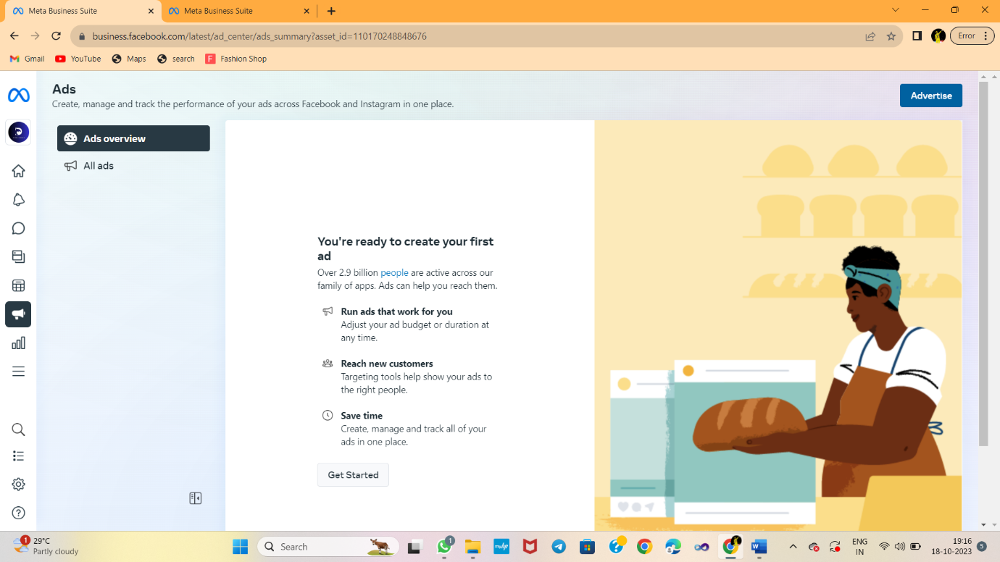 Meta Business Suite
Meta Business Suite
business.facebook.com/latest/ad_center/ads_summary?asset_id=110170248848676
Error
Gmail
YouTube
Maps
search
Fashion Shop
Ads
Create, manage and track the performance of your ads across Facebook and Instagram in one place.
Advertise
Ads overview
All ads
You're ready to create your first
ad
Over 2.9 billion people are active across our
family of apps. Ads can help you reach them.
Run ads that work for you
Adjust your ad budget or duration at
any time.
Reach new customers
Targeting tools help show your ads to
the right people.
Save time
Create, manage and track all of your
ads in one place.
Get Started
1
29°C
Partly cloudy
Search
1
myhp
ENG
IN
19:16
18-10-2023
5